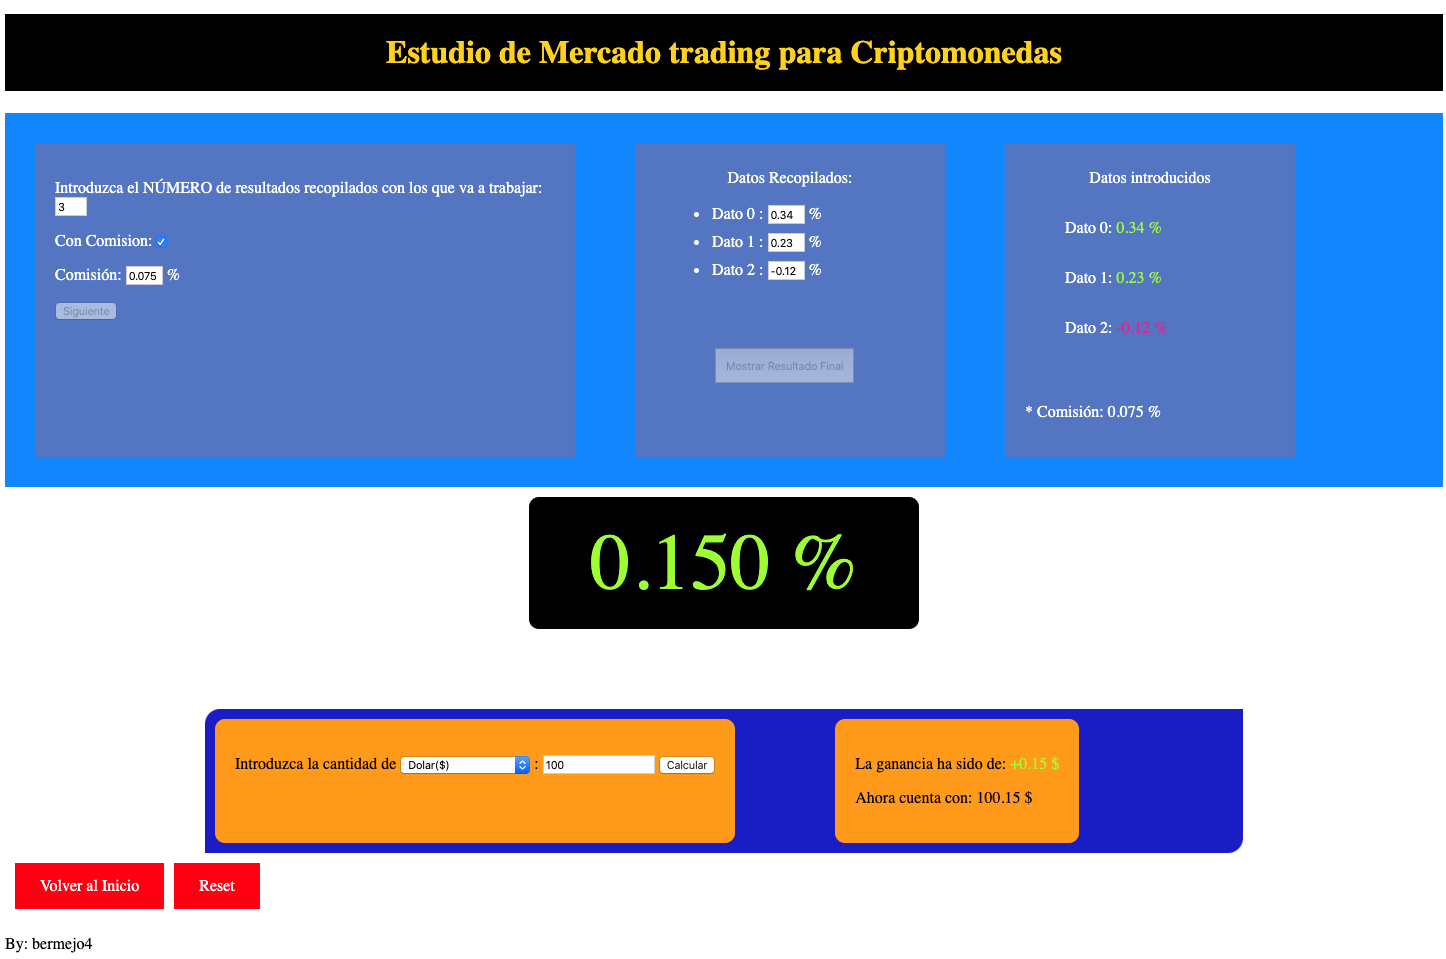 Estudio de Mercado trading para Criptomonedas
Introduzca el NÚMERO de resultados recopilados con los que va a trabajar:
3
Con Comision:
Comisión: 0.075 %
Siguiente
Datos Recopilados:
Dato 0 : 0.34 %
Dato 1 : 0.23 %
Dato 2 : -0.12 %
Mostrar Resultado Final
Datos introducidos
Dato 0: 0.34 %
Dato 1: 0.23 %
Dato 2: -0.12 %
* Comisión: 0.075 %
0.150 %
Introduzca la cantidad de Dolar($) : 100 Calcular
La ganancia ha sido de: +0.15 $
Ahora cuenta con: 100.15 $
Volver al Inicio
Reset
By: bermejo4